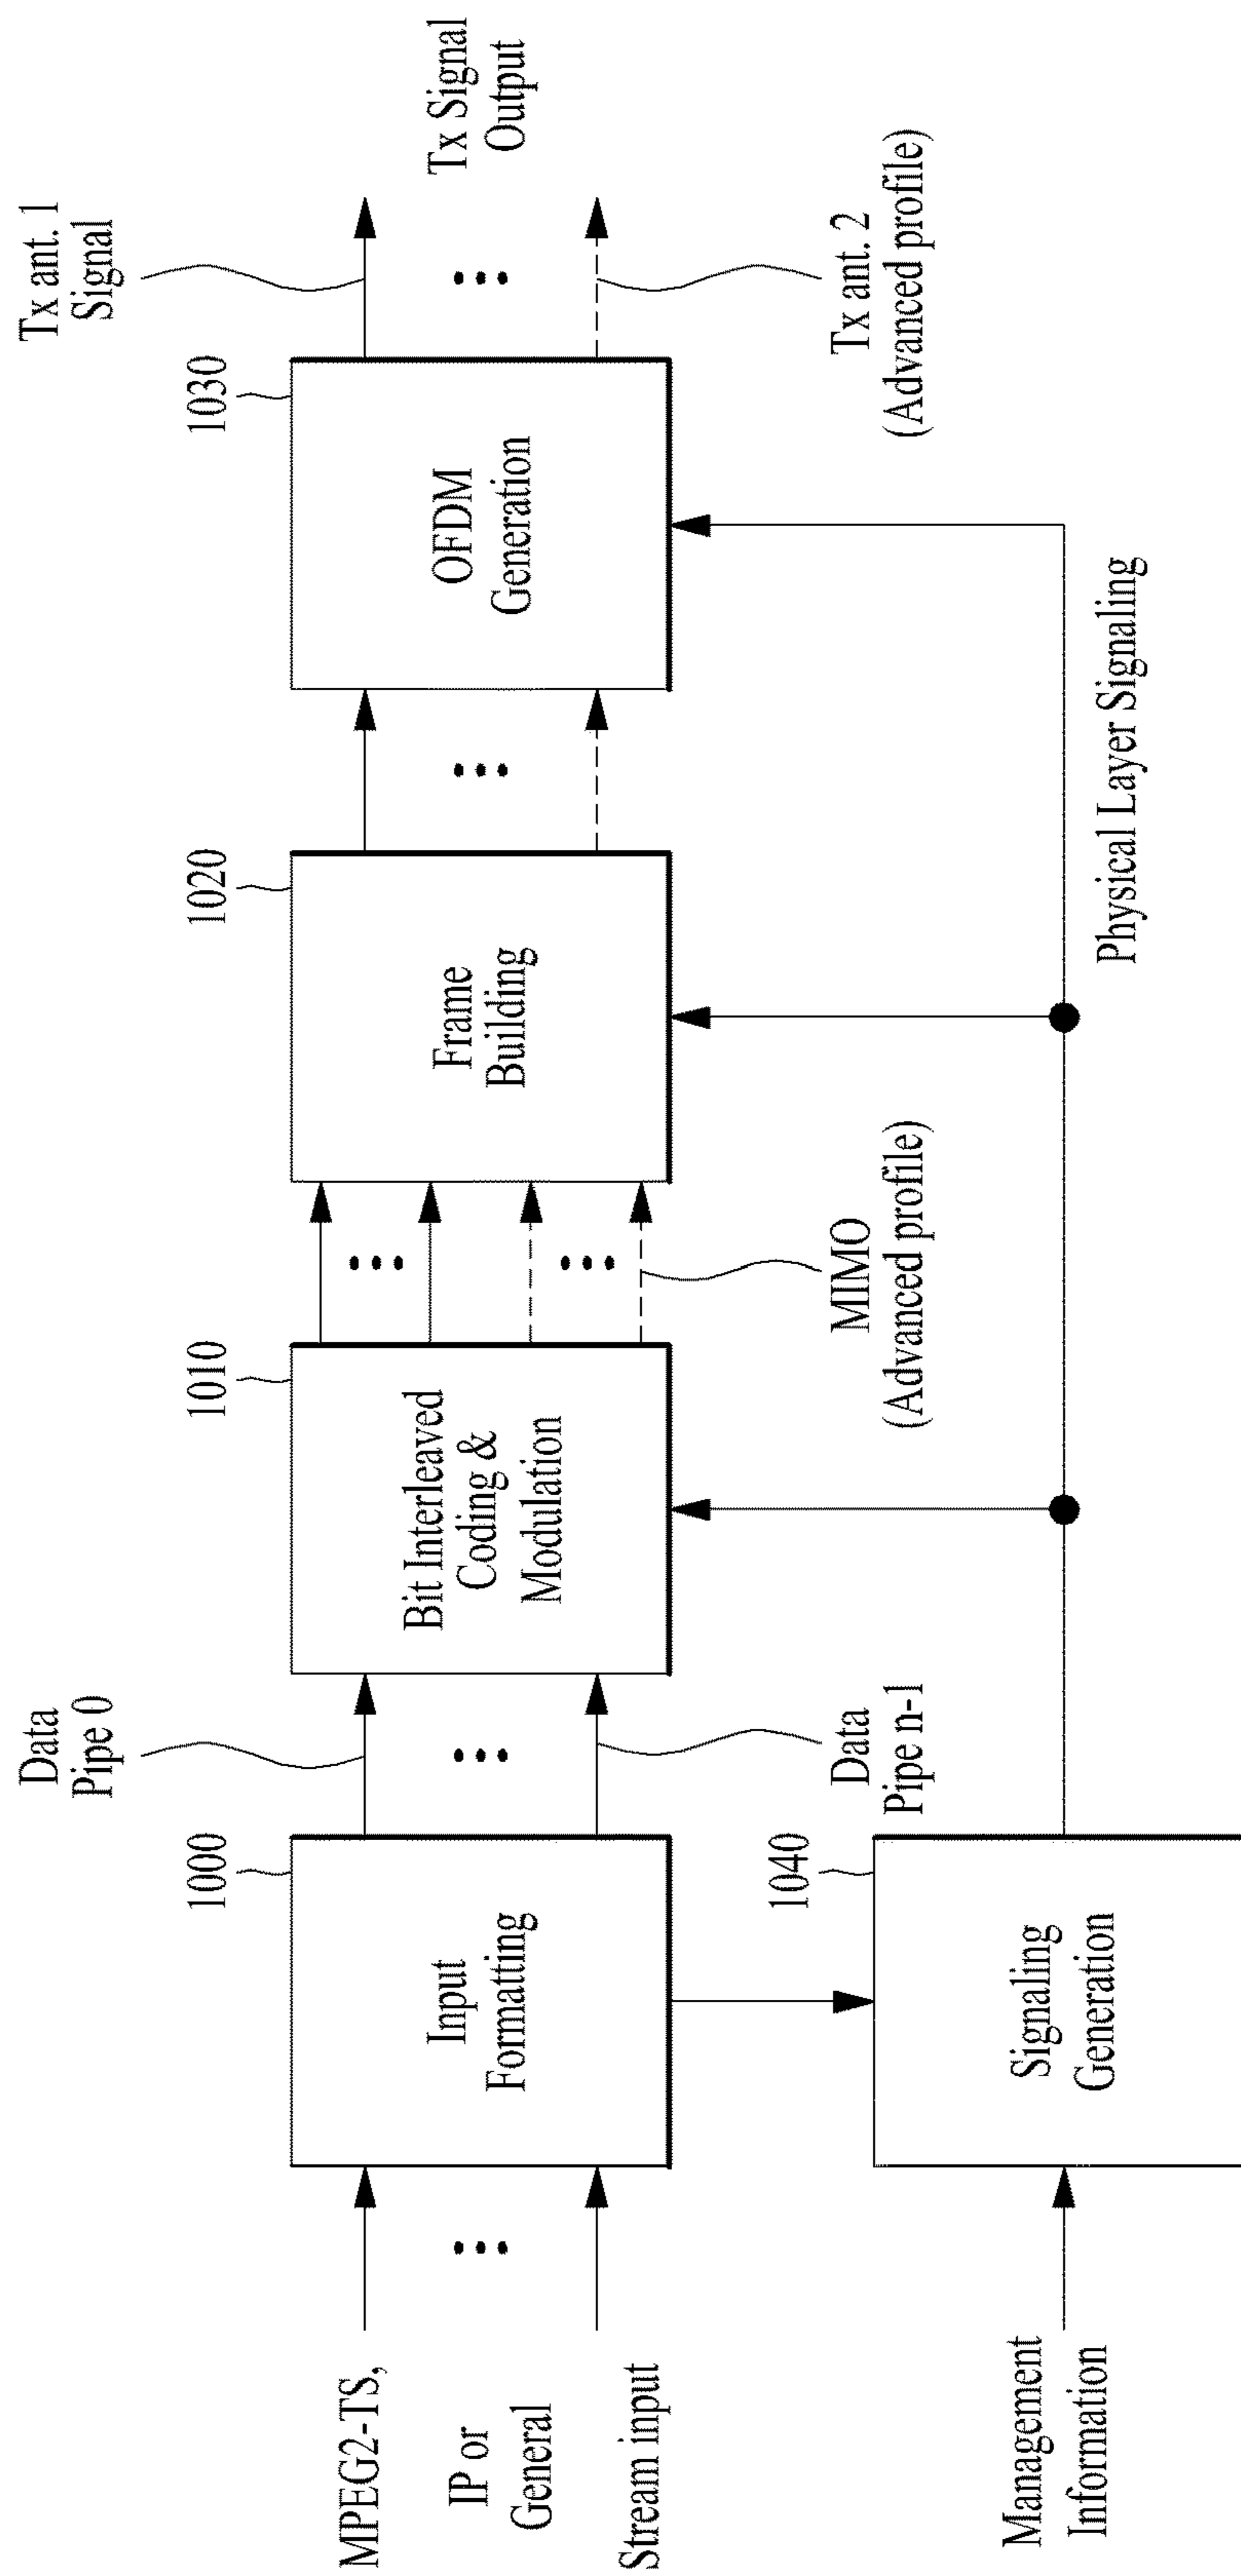 MPEG2-TS,
IP or
General
Stream input
1000
Input
Formatting
Data
Pipe 0
Data
Pipe n-1
1010
Bit Interleaved
Coding &
Modulation
MIMO
(Advanced profile)
1020
Frame
Building
1030
OFDM
Generation
Tx ant. 1
Signal
Tx Signal
Output
Tx ant. 2
(Advanced profile)
Management
Information
1040
Signaling
Generation
Physical Layer Signaling